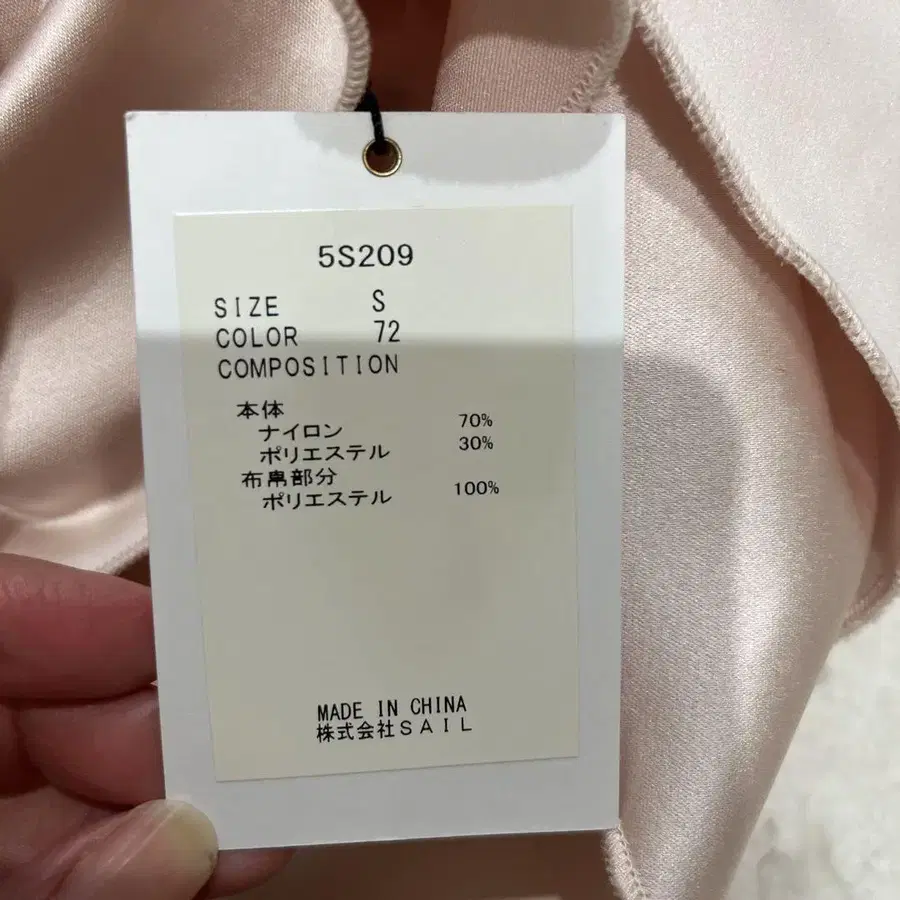 5S209
SIZE S
COLOR 72
COMPOSITION
本体
ナイロン 70%
ポリエステル 30%
布帛部分
ポリエステル 100%
MADE IN CHINA
株式会社SAIL